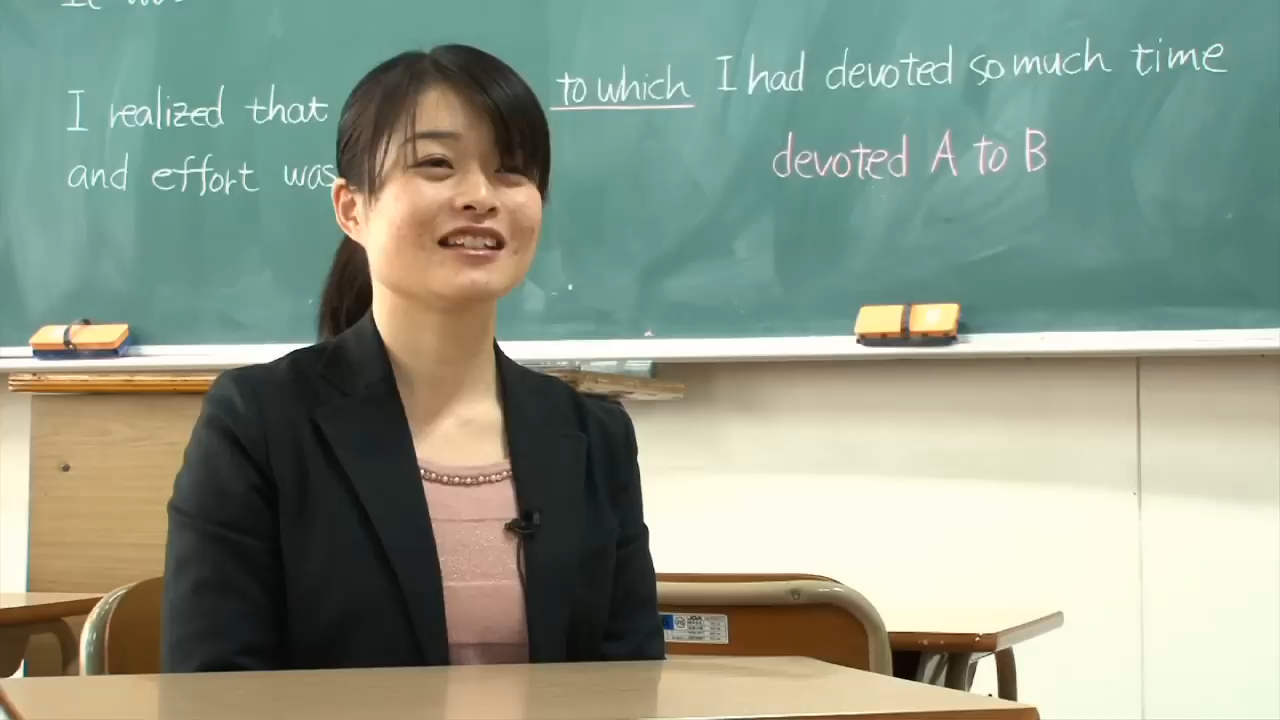 I realized that to which I had devoted so much time
devoted A to B
and effort was